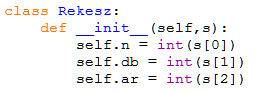 class Rekesz:
    def __init__(self,s):
        self.n = int(s[0])
        self.db = int(s[1])
        self.ar = int(s[2])